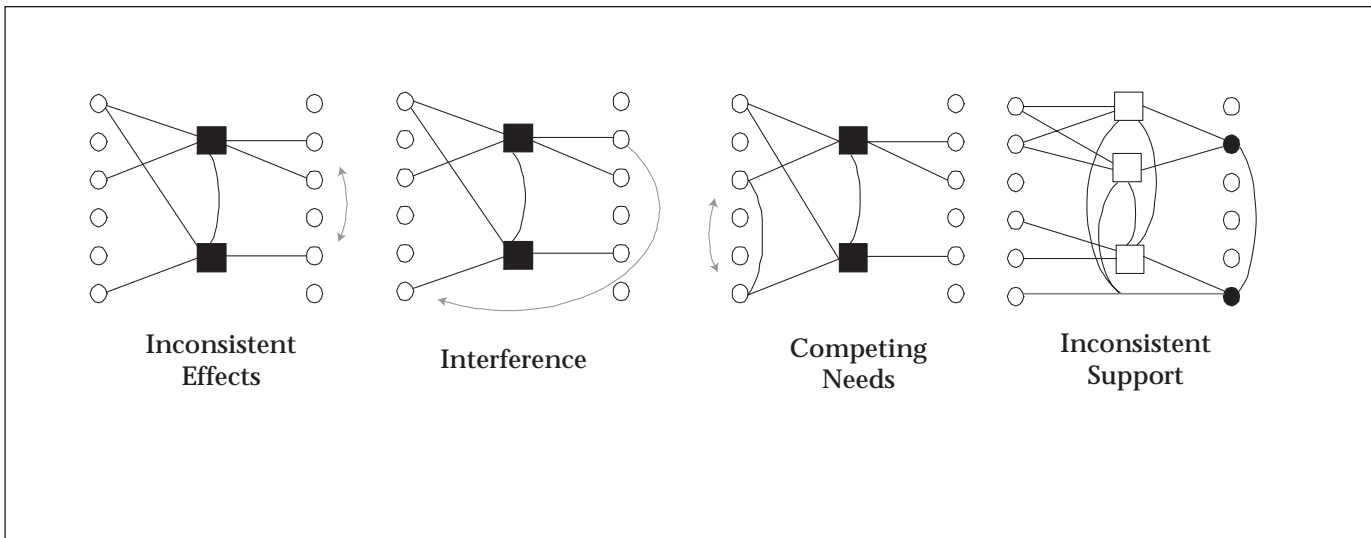 Inconsistent
Effects
Interference
Competing
Needs
Inconsistent
Support